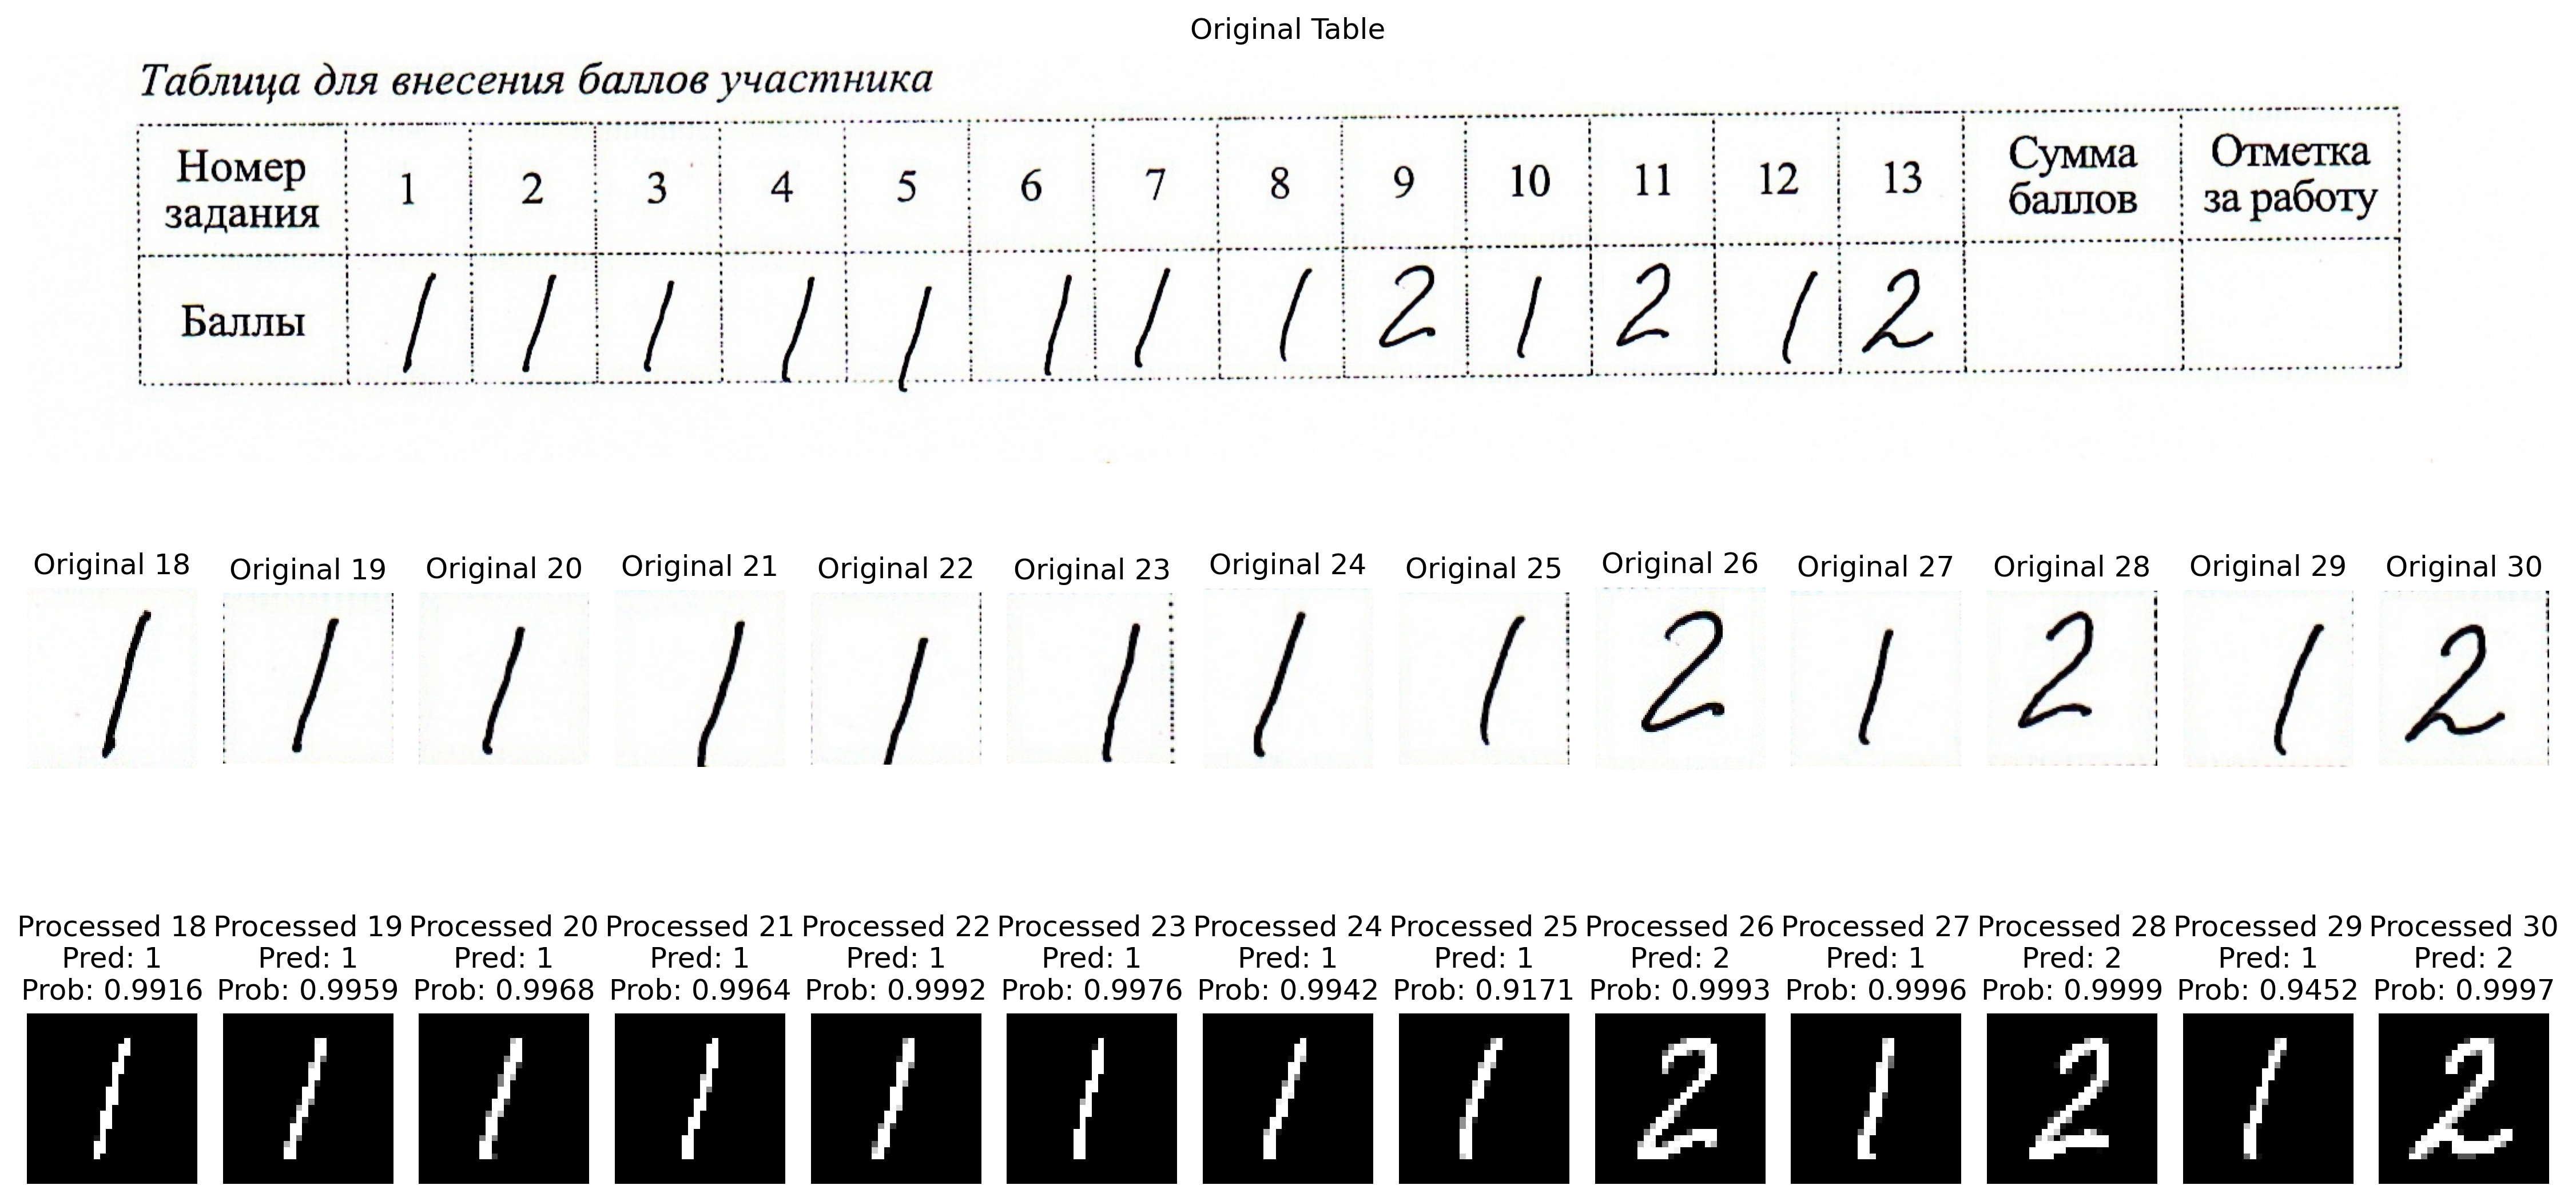 Original Table
Таблица для внесения баллов участника
Номер задания 1 2 3 4 5 6 7 8 9 10 11 12 13 Сумма баллов Отметка за работу
Баллы 1 1 1 1 1 1 1 1 2 1 2 1 2
Original 18 Original 19 Original 20 Original 21 Original 22 Original 23 Original 24 Original 25 Original 26 Original 27 Original 28 Original 29 Original 30
1 1 1 1 1 1 1 1 2 1 2 1 2
Processed 18 Processed 19 Processed 20 Processed 21 Processed 22 Processed 23 Processed 24 Processed 25 Processed 26 Processed 27 Processed 28 Processed 29 Processed 30
Pred: 1 Pred: 1 Pred: 1 Pred: 1 Pred: 1 Pred: 1 Pred: 1 Pred: 1 Pred: 2 Pred: 1 Pred: 2 Pred: 1 Pred: 2
Prob: 0.9916 Prob: 0.9959 Prob: 0.9968 Prob: 0.9964 Prob: 0.9992 Prob: 0.9976 Prob: 0.9942 Prob: 0.9171 Prob: 0.9993 Prob: 0.9996 Prob: 0.9999 Prob: 0.9452 Prob: 0.9997
1 1 1 1 1 1 1 1 2 1 2 1 2